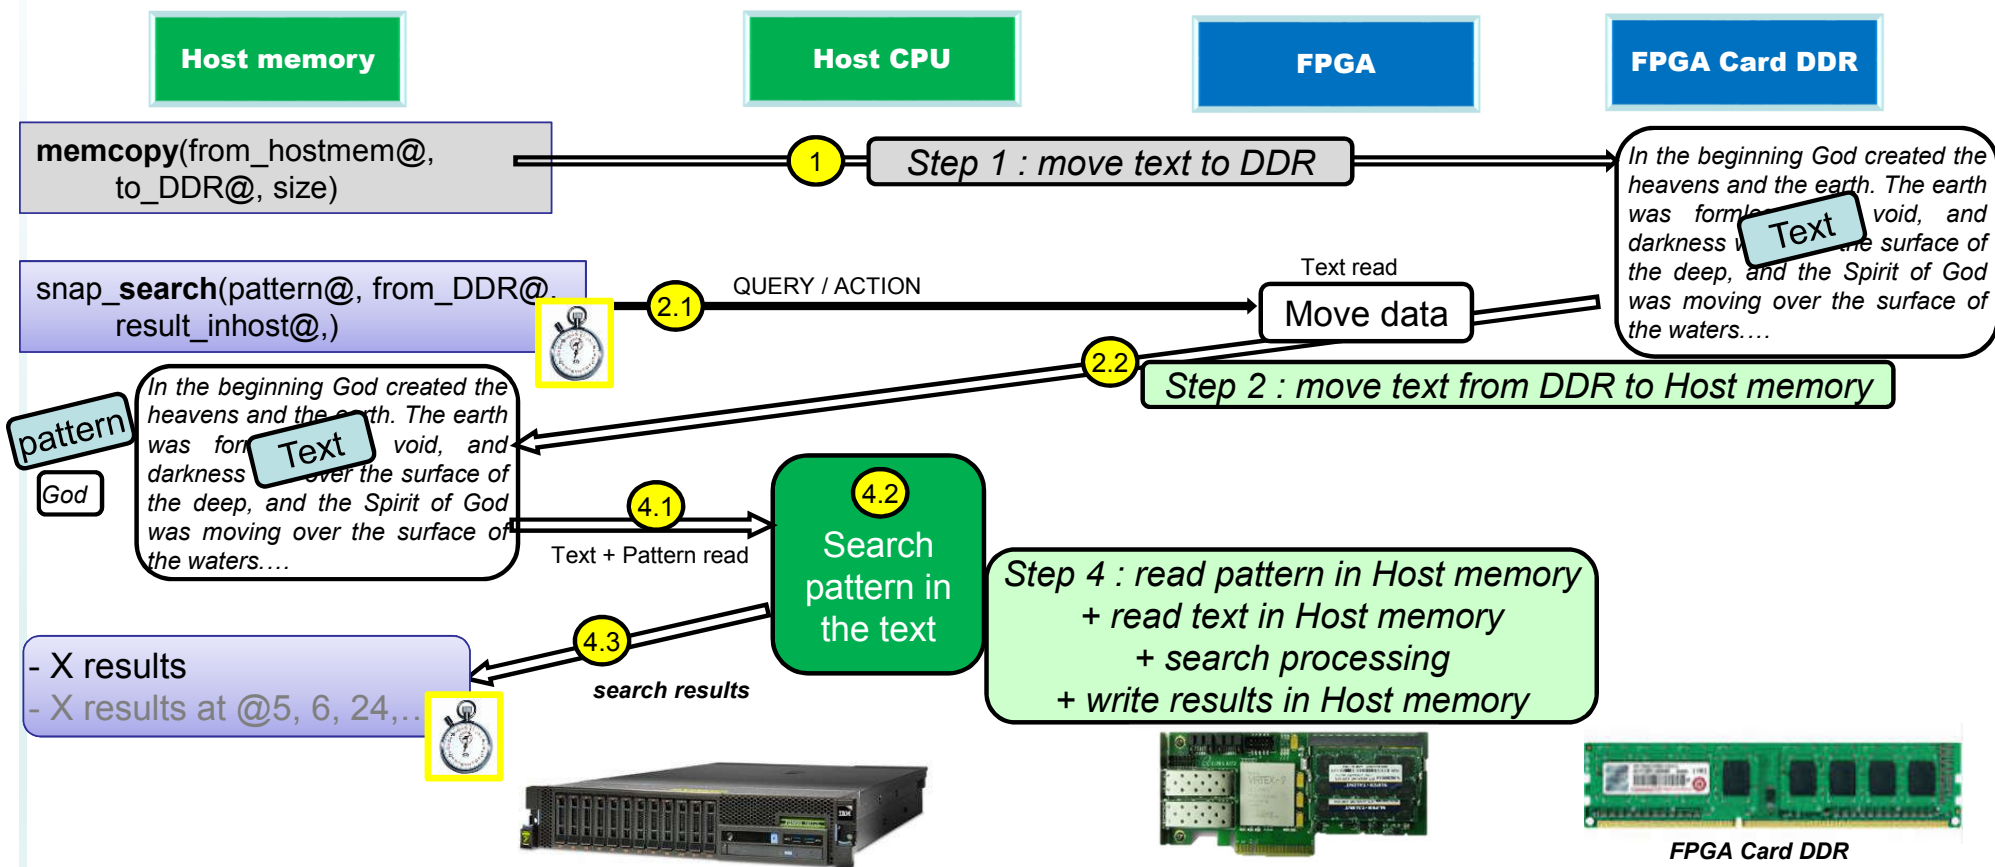 Host memory
Host CPU
FPGA
FPGA Card DDR
memcopy(from_hostmem@,
to_DDR@, size)
1
Step 1 : move text to DDR
In the beginning God created the
heavens and the earth. The earth
was void, and
darkness the surface of
the deep, and the Spirit of God
was moving over the surface of
the waters....
Text
snap_search(pattern@, from_DDR@,
result_inhost@,)
2.1
QUERY / ACTION
Text read
Move data
2.2
Step 2 : move text from DDR to Host memory
pattern
God
In the beginning God created the
heavens and the earth. The earth
was void, and
darkness over the surface of
the deep, and the Spirit of God
was moving over the surface of
the waters....
Text
4.1
Text + Pattern read
4.2
Search
pattern in
the text
Step 4 : read pattern in Host memory
+ read text in Host memory
+ search processing
+ write results in Host memory
4.3
search results
- X results
- X results at @5, 6, 24,..
FPGA Card DDR